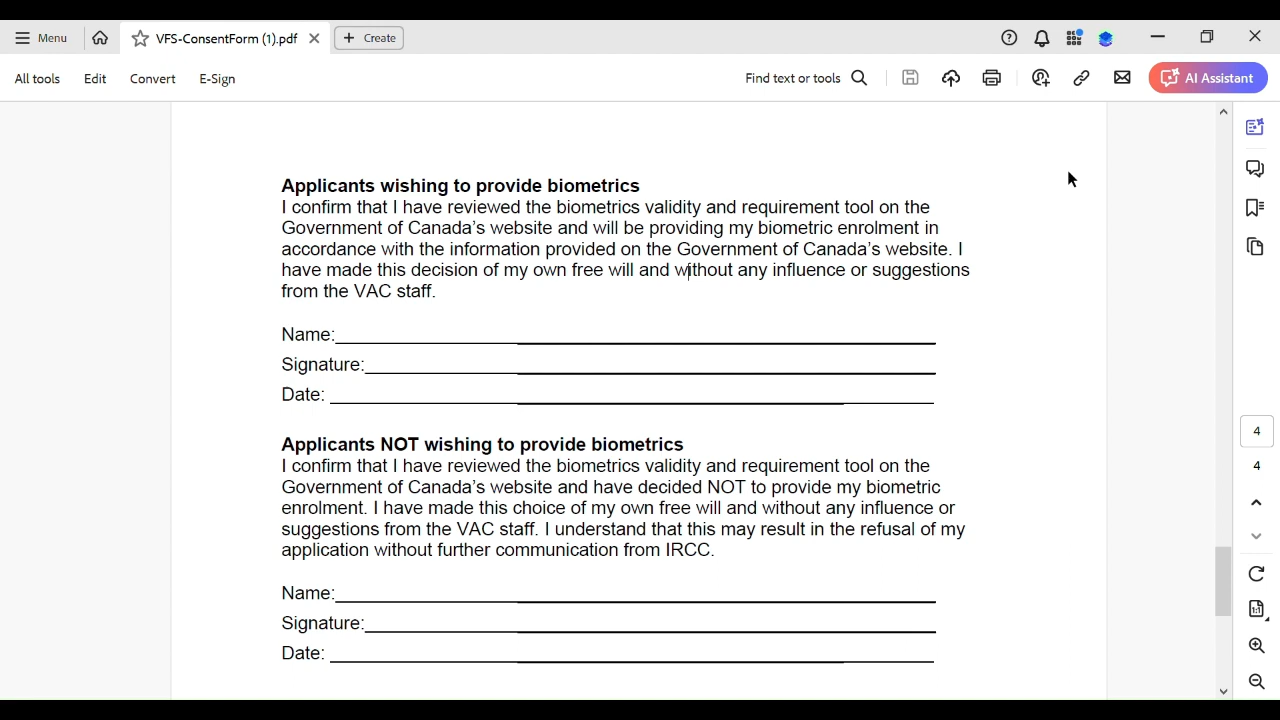 Menu
VFS-ConsentForm (1).pdf
Create
All tools
Edit
Convert
E-Sign
Find text or tools
AI Assistant
Applicants wishing to provide biometrics
I confirm that I have reviewed the biometrics validity and requirement tool on the
Government of Canada's website and will be providing my biometric enrolment in
accordance with the information provided on the Government of Canada's website. I
have made this decision of my own free will and without any influence or suggestions
from the VAC staff.
Name:
Signature:
Date:
Applicants NOT wishing to provide biometrics
I confirm that I have reviewed the biometrics validity and requirement tool on the
Government of Canada's website and have decided NOT to provide my biometric
enrolment. I have made this choice of my own free will and without any influence or
suggestions from the VAC staff. I understand that this may result in the refusal of my
application without further communication from IRCC.
Name:
Signature:
Date:
4
4
1:1